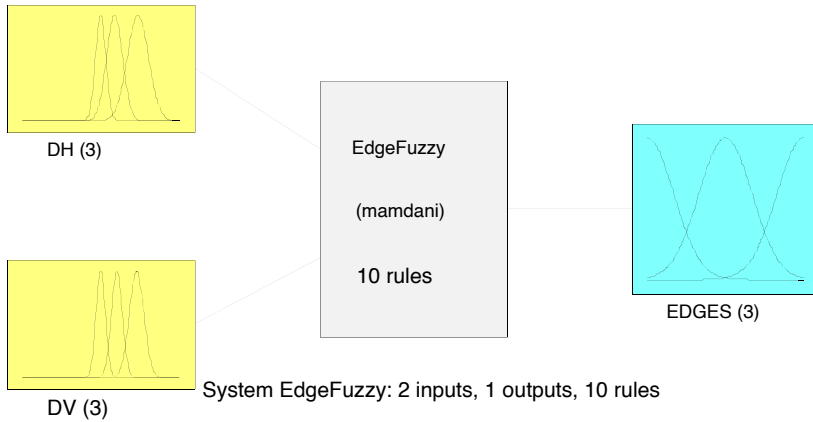 DH (3)
EdgeFuzzy
(mamdani)
10 rules
EDGES (3)
System EdgeFuzzy: 2 inputs, 1 outputs, 10 rules
DV (3)